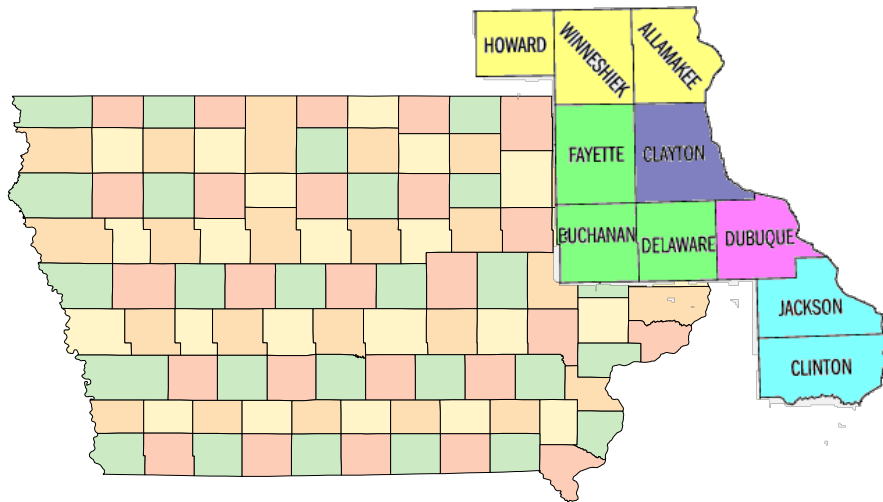 HOWARD
WINNESHIEK
ALLAMAKEE
FAYETTE
CLAYTON
BUCHANAN
DELAWARE
DUBUQUE
JACKSON
CLINTON